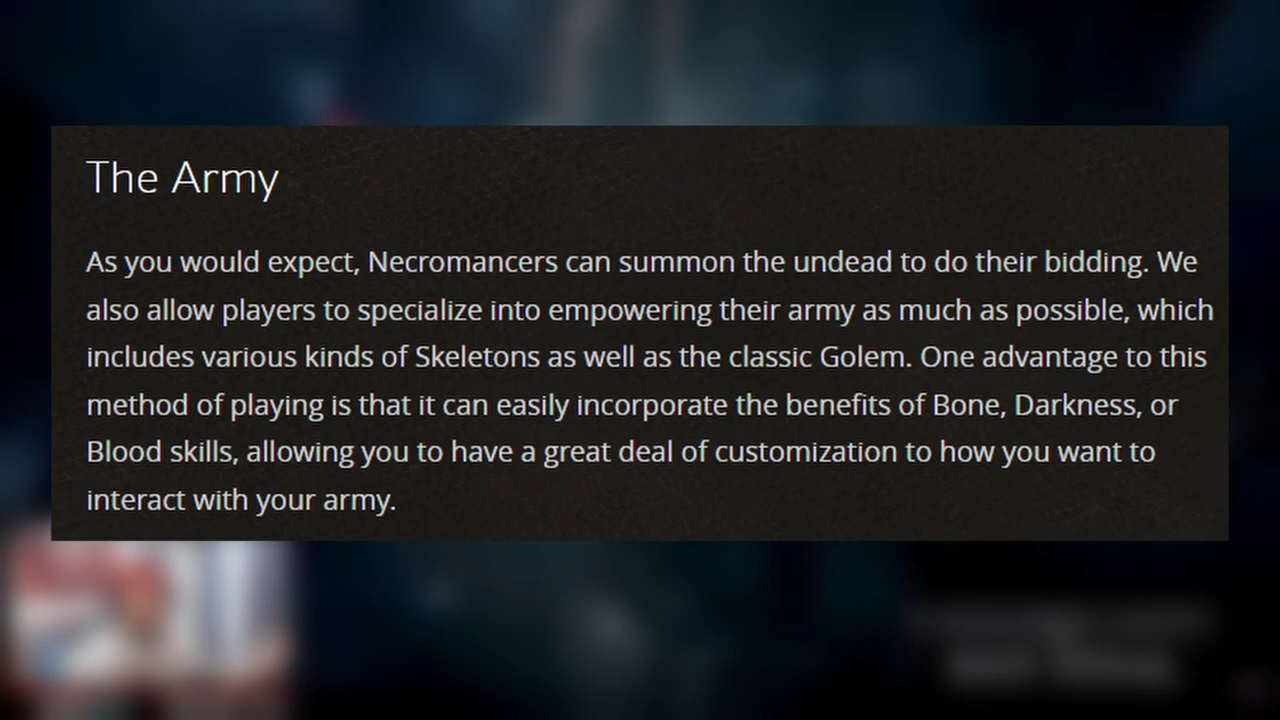 The Army
As you would expect, Necromancers can summon the undead to do their bidding. We
also allow players to specialize into empowering their army as much as possible, which
includes various kinds of Skeletons as well as the classic Golem. One advantage to this
method of playing is that it can easily incorporate the benefits of Bone, Darkness, or
Blood skills, allowing you to have a great deal of customization to how you want to
interact with your army.